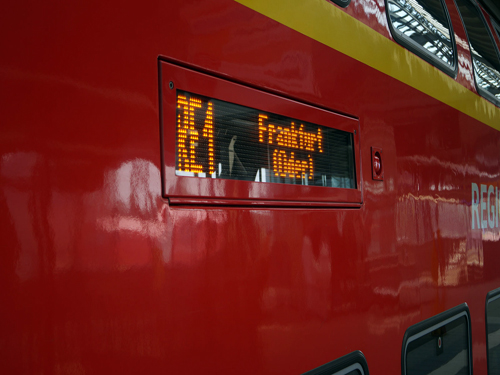 RE1
Frankfurt
(Oder)